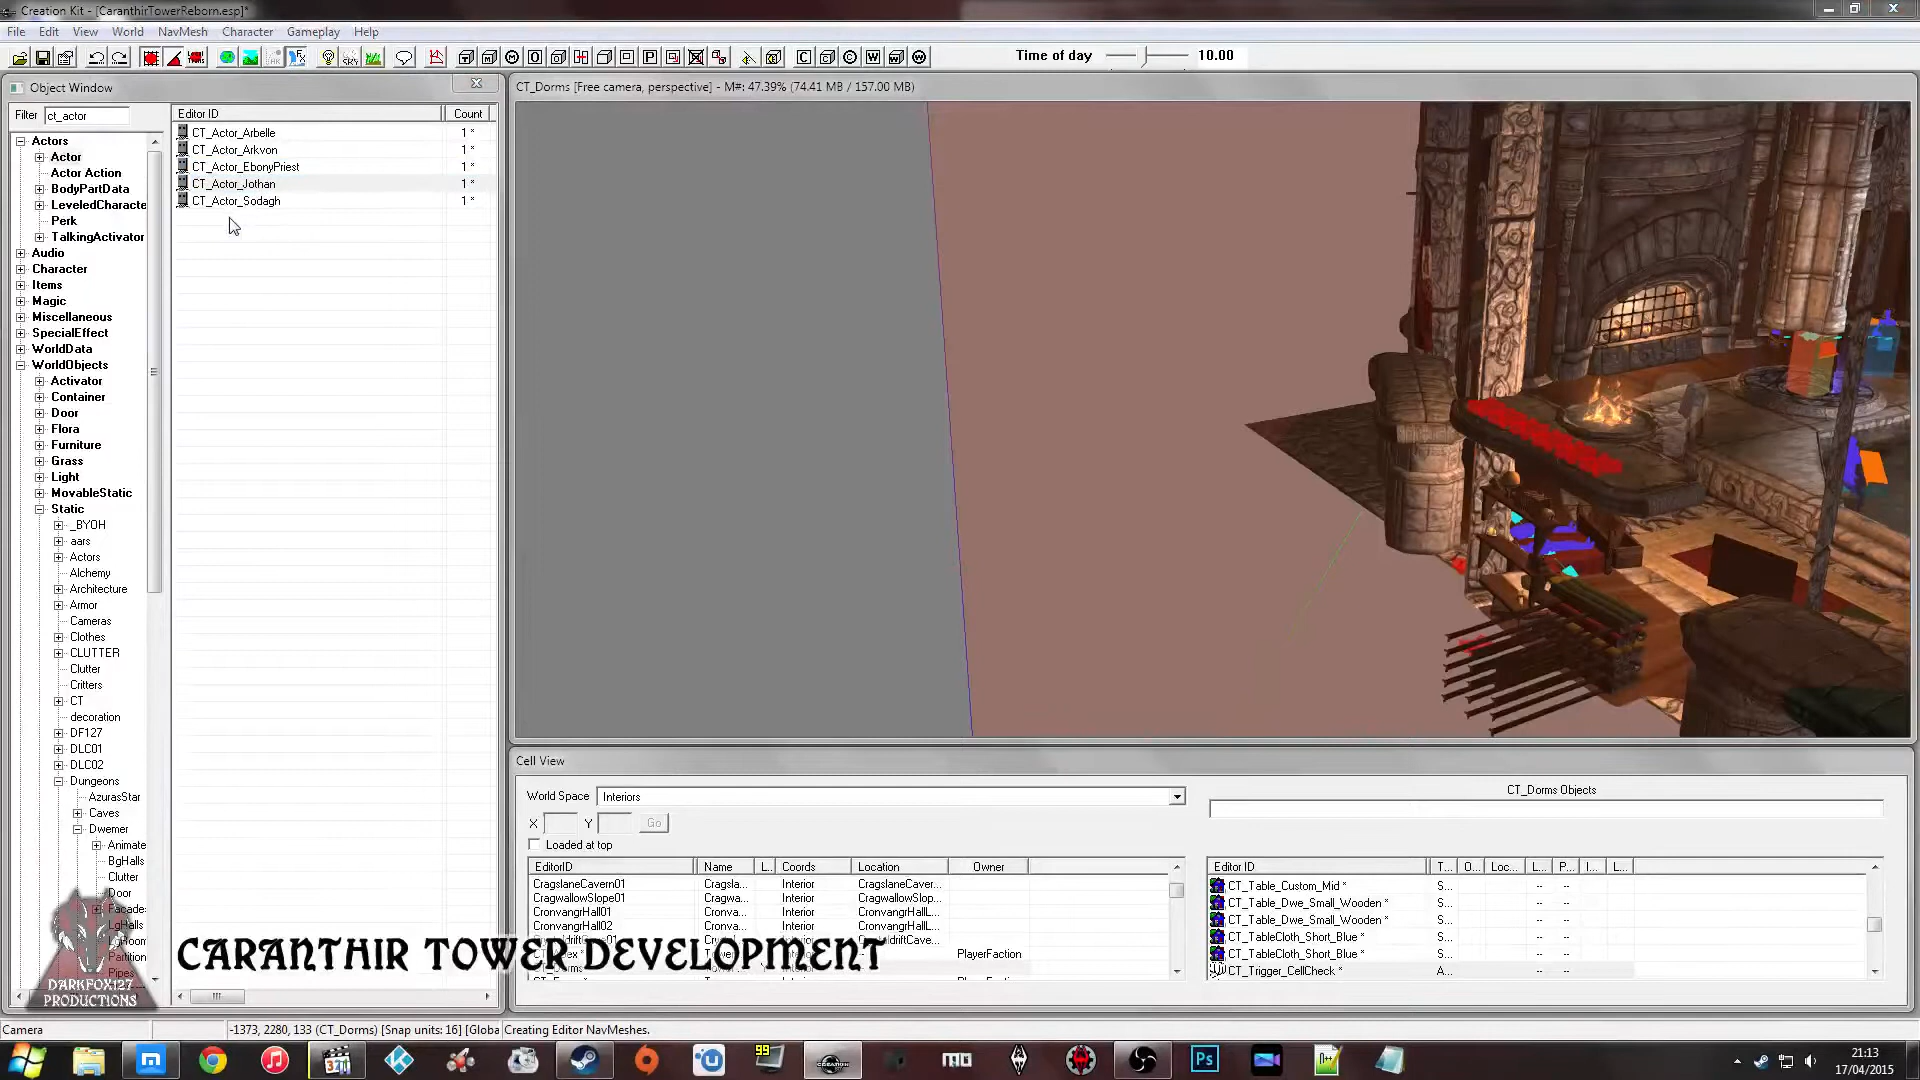 Creation Kit - [CaranthirTowerReborn.esp]*
File Edit View World NavMesh Character Gameplay Help
Time of day 10.00
Object Window
Filter ct_actor
Editor ID Count
CT_Actor_Arbelle 1 *
CT_Actor_Arkvon 1 *
CT_Actor_EbonyPriest 1 *
CT_Actor_Jothan 1 *
CT_Actor_Sodagh 1 *
Actors
Actor
Actor Action
BodyPartData
LeveledCharacte
Perk
TalkingActivator
Audio
Character
Items
Magic
Miscellaneous
SpecialEffect
WorldData
WorldObjects
Activator
Container
Door
Flora
Furniture
Grass
Light
MovableStatic
Static
_BYOH
aars
Actors
Alchemy
Architecture
Armor
Cameras
Clothes
CLUTTER
Clutter
Critters
CT
decoration
DF127
DLC01
DLC02
Dungeons
AzurasStar
Caves
Dwemer
Animate
BgHalls
Clutter
Door
Facade
LgHalls
LgRoom
Partition
Pipes
CT_Dorms [Free camera, perspective] - M#: 47.39% (74.41 MB / 157.00 MB)
Cell View
World Space Interiors
X Y Go
Loaded at top
EditorID Name L... Coords Location Owner
CragslaneCavern01 Cragsla... Interior CragslaneCaver...
CragwallowSlope01 Cragwa... Interior CragwallowSlop...
CronvangrHall01 Cronva... Interior CronvangrHallL...
CronvangrHall02 Cronva... Interior CronvangrHallL...
PlayerFaction
CT_Dorms Objects
Editor ID T... O... Loc... L... P... I... L...
CT_Table_Custom_Mid * S... -- --
CT_Table_Dwe_Small_Wooden * S... -- --
CT_Table_Dwe_Small_Wooden * S... -- --
CT_TableCloth_Short_Blue * S... -- --
CT_TableCloth_Short_Blue * S... -- --
CT_Trigger_CellCheck * A... -- --
CARANTHIR TOWER DEVELOPMENT
DARKFOX127
PRODUCTIONS
Camera -1373, 2280, 133 (CT_Dorms) [Snap units: 16] [Globa Creating Editor NavMeshes.
21:13
17/04/2015